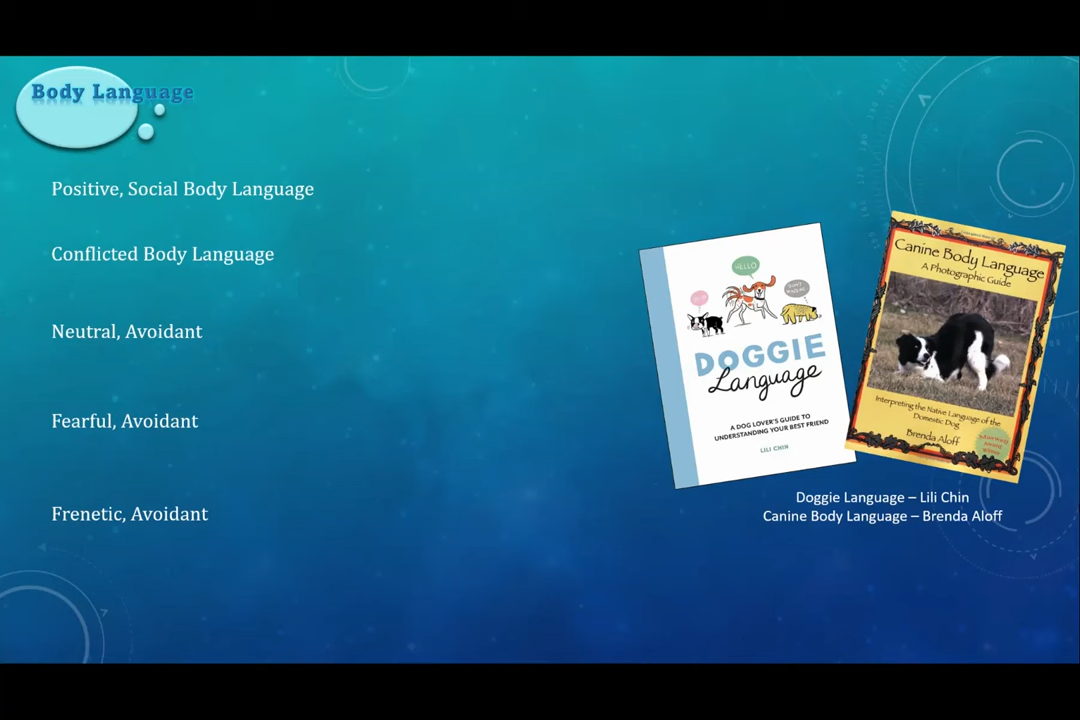 Body Language
Positive, Social Body Language
Conflicted Body Language
Neutral, Avoidant
Fearful, Avoidant
Frenetic, Avoidant
HELLO
DOGGIE
Language
A DOG LOVER'S GUIDE TO
UNDERSTANDING YOUR BEST FRIEND
LILI CHIN
Canine Body Language
A Photographic Guide
Interpreting the Native Language of the
Domestic Dog
Brenda Aloff
Doggie Language – Lili Chin
Canine Body Language – Brenda Aloff